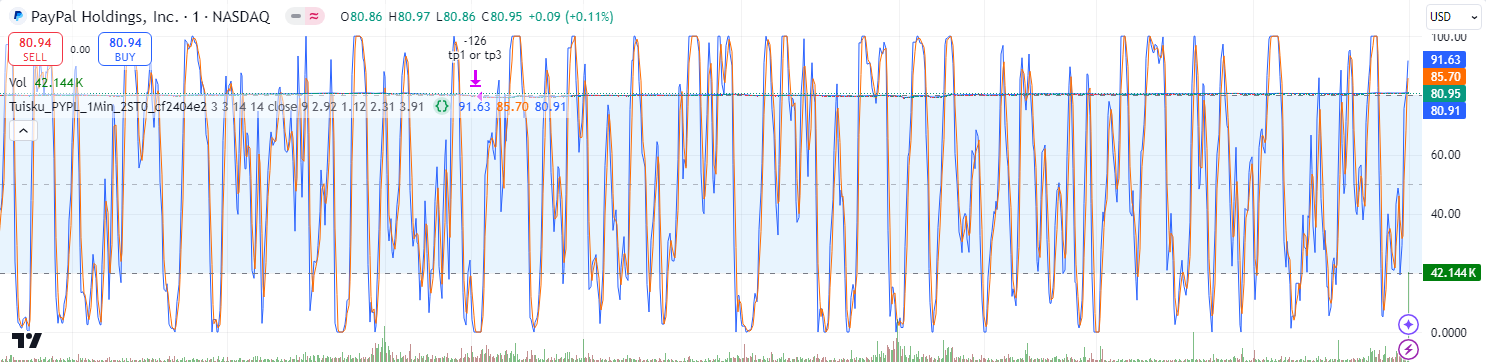 PayPal Holdings, Inc. · 1 · NASDAQ O80.86 H80.97 L80.86 C80.95 +0.09 (+0.11%)
USD
80.94 0.00 80.94
SELL BUY
-126
tp1 or tp3
Vol 42.144 K
Tuisku_PYPL_1Min_2ST0_cf2404e2 3 3 14 14 close 9 2.92 1.12 2.31 3.91 {} 91.63 85.70 80.91
100.00
91.63
85.70
80.95
80.91
60.00
40.00
42.144 K
0.0000